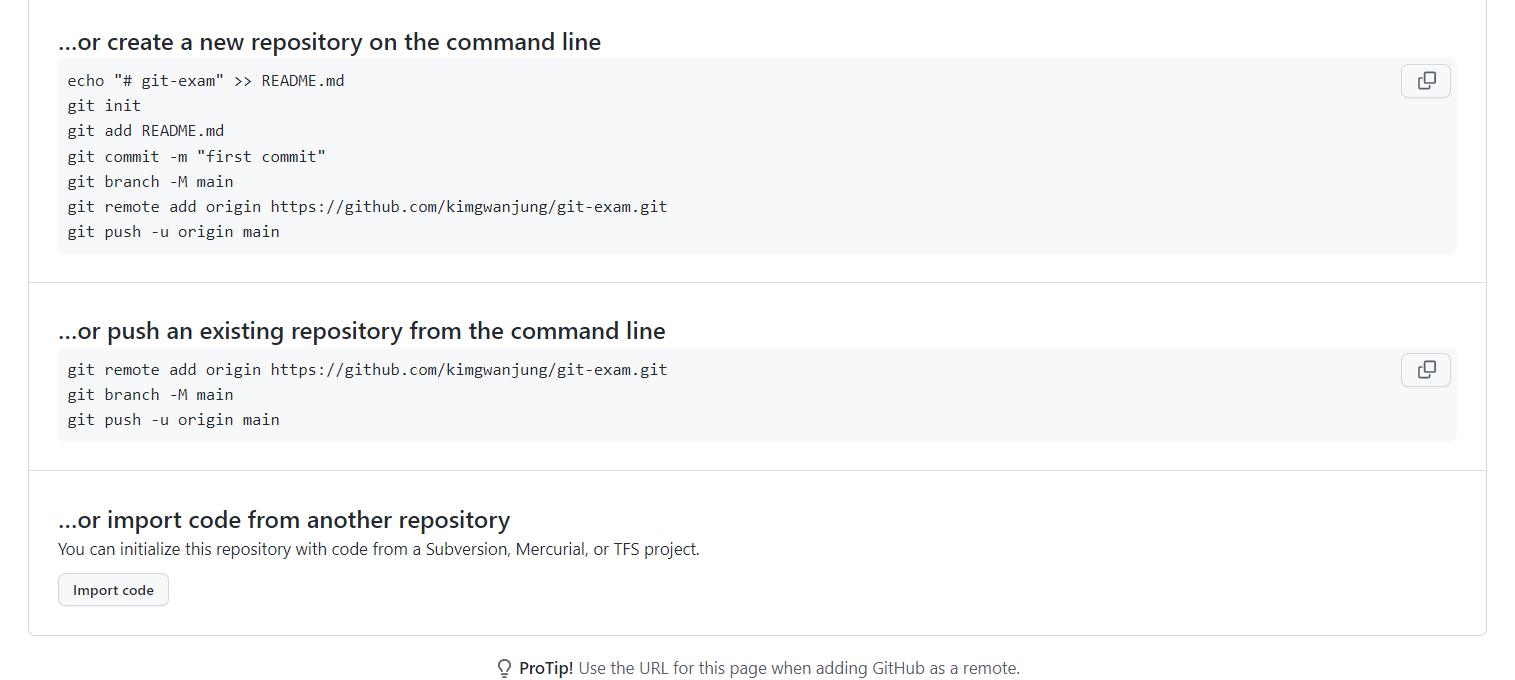 ...or create a new repository on the command line
echo "# git-exam" >> README.md
git init
git add README.md
git commit -m "first commit"
git branch -M main
git remote add origin https://github.com/kimgwanjung/git-exam.git
git push -u origin main
...or push an existing repository from the command line
git remote add origin https://github.com/kimgwanjung/git-exam.git
git branch -M main
git push -u origin main
...or import code from another repository
You can initialize this repository with code from a Subversion, Mercurial, or TFS project.
Import code
ProTip! Use the URL for this page when adding GitHub as a remote.